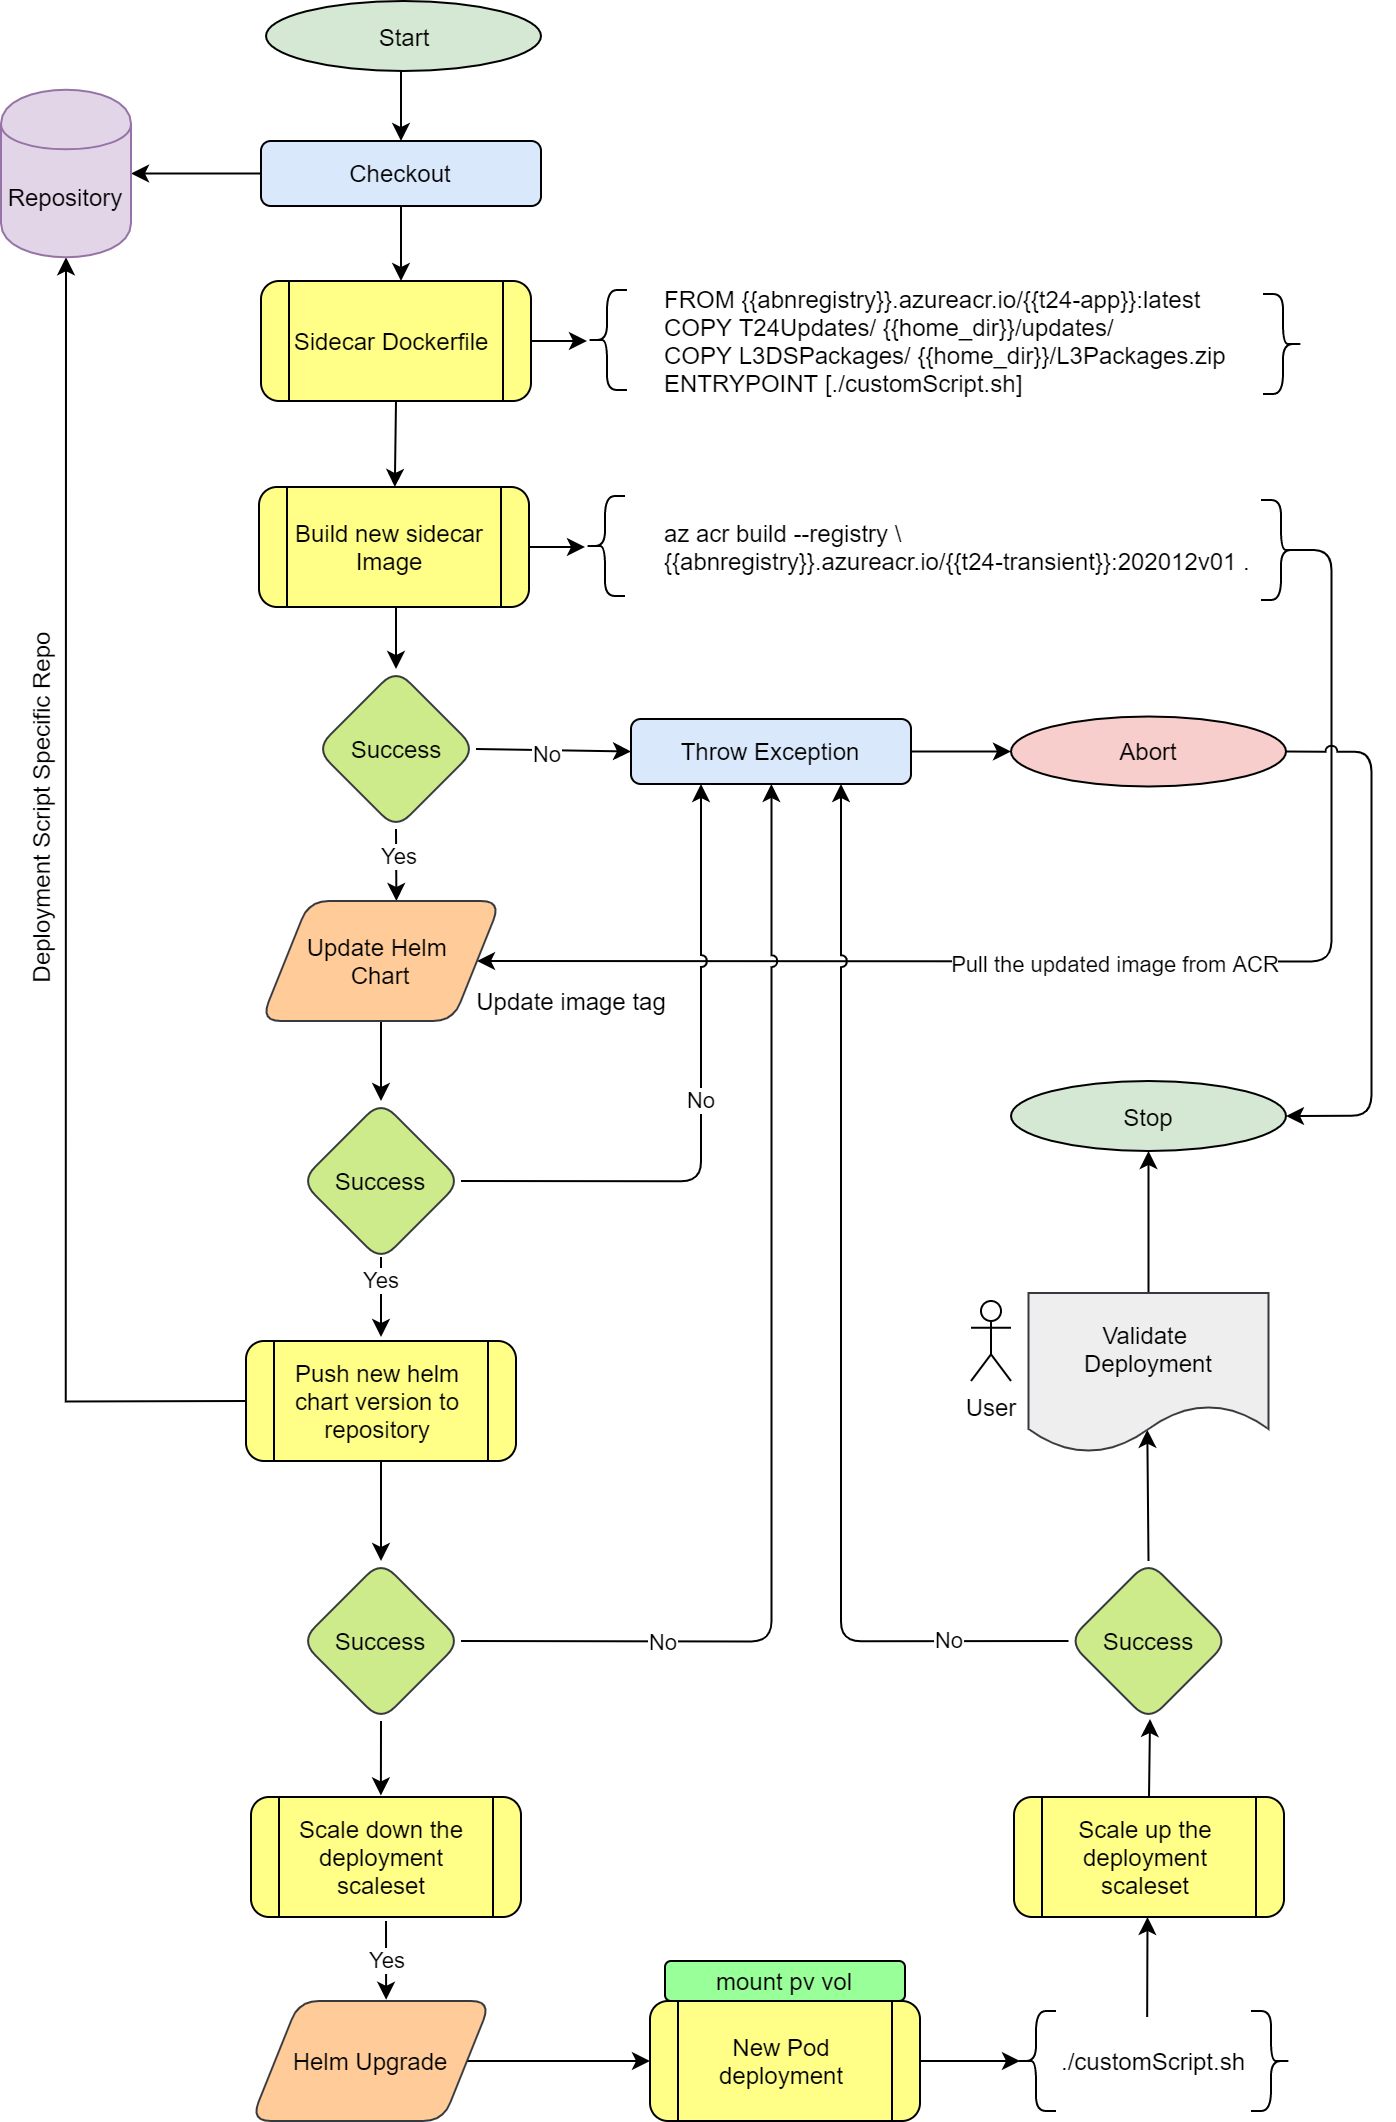 Start
Checkout
Repository
Sidecar Dockerfile
FROM {{abnregistry}}.azureacr.io/{{t24-app}}:latest
COPY T24Updates/ {{home_dir}}/updates/
COPY L3DSPackages/ {{home_dir}}/L3Packages.zip
ENTRYPOINT [./customScript.sh]
Build new sidecar
Image
az acr build --registry \
{{abnregistry}}.azureacr.io/{{t24-transient}}:202012v01 .
Deployment Script Specific Repo
Success
No
Throw Exception
Abort
Yes
Update Helm
Chart
Pull the updated image from ACR
Update image tag
No
Stop
Success
Yes
Push new helm
chart version to
repository
User
Validate
Deployment
Success
No
No
Success
Scale down the
deployment
scaleset
Scale up the
deployment
scaleset
Yes
mount pv vol
Helm Upgrade
New Pod
deployment
./customScript.sh